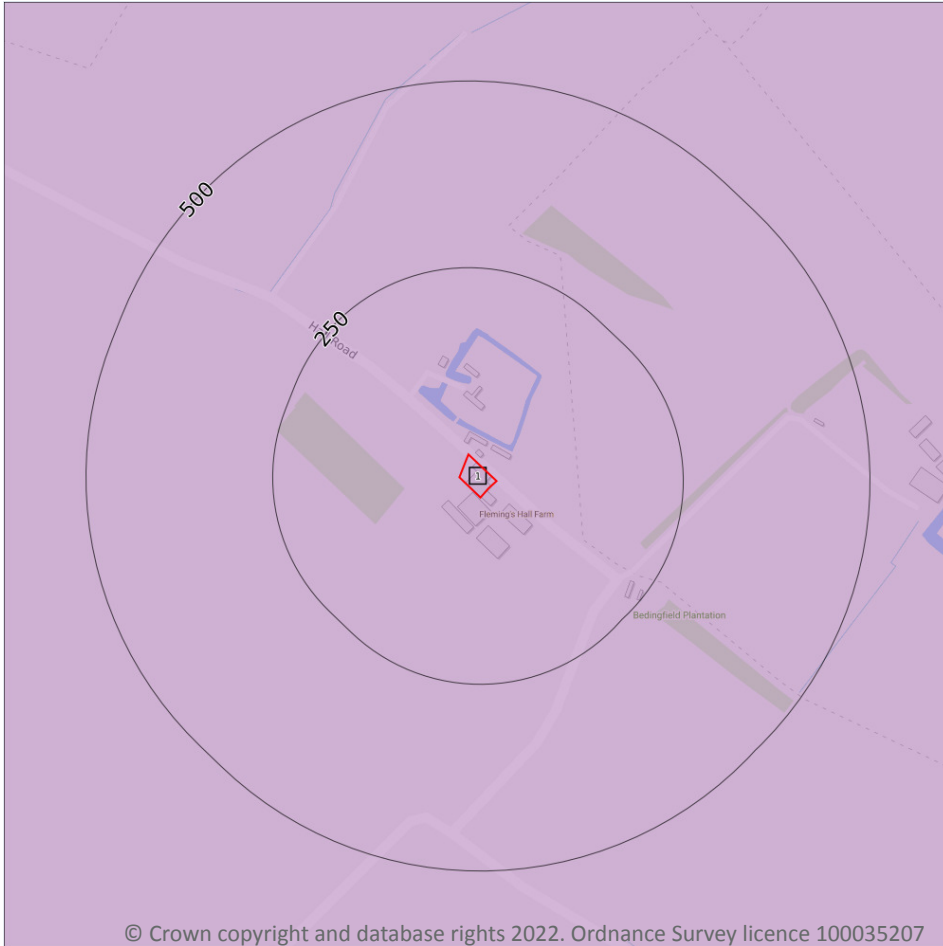 500
250
Hall Road
1
Fleming's Hall Farm
Bedingfield Plantation
© Crown copyright and database rights 2022. Ordnance Survey licence 100035207